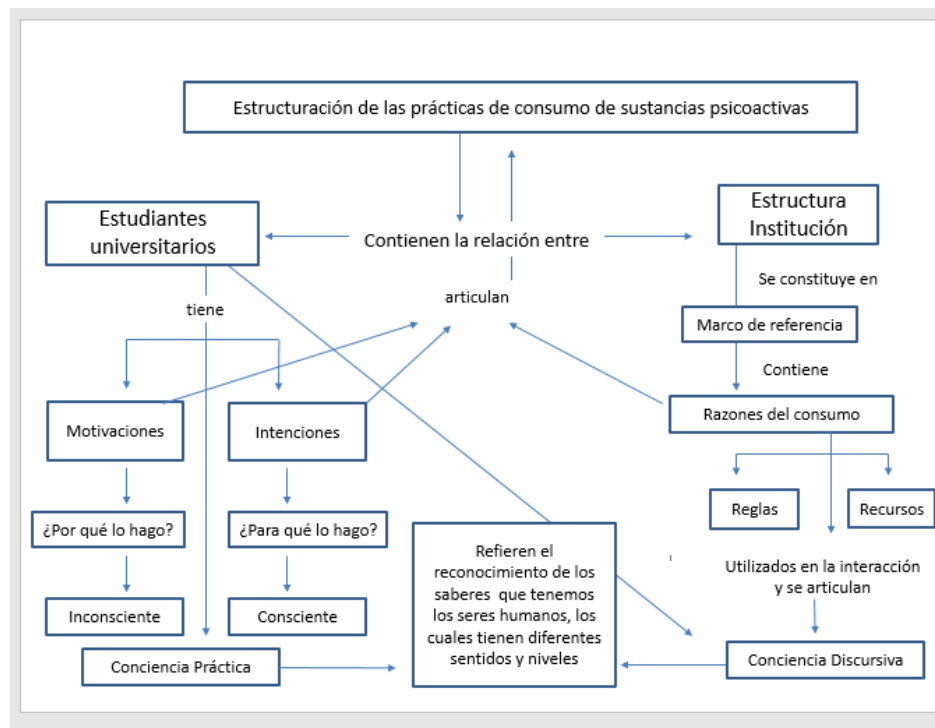 Estructuración de las prácticas de consumo de sustancias psicoactivas
Estudiantes
universitarios
Contienen la relación entre
Estructura
Institución
Se constituye en
articulan
tiene
Marco de referencia
Contiene
Razones del consumo
Motivaciones
Intenciones
Reglas
Recursos
¿Por qué lo hago?
¿Para qué lo hago?
Refieren el
reconocimiento de los
saberes que tenemos
los seres humanos, los
cuales tienen diferentes
sentidos y niveles
Utilizados en la interacción
y se articulan
Inconsciente
Consciente
Conciencia Práctica
Conciencia Discursiva